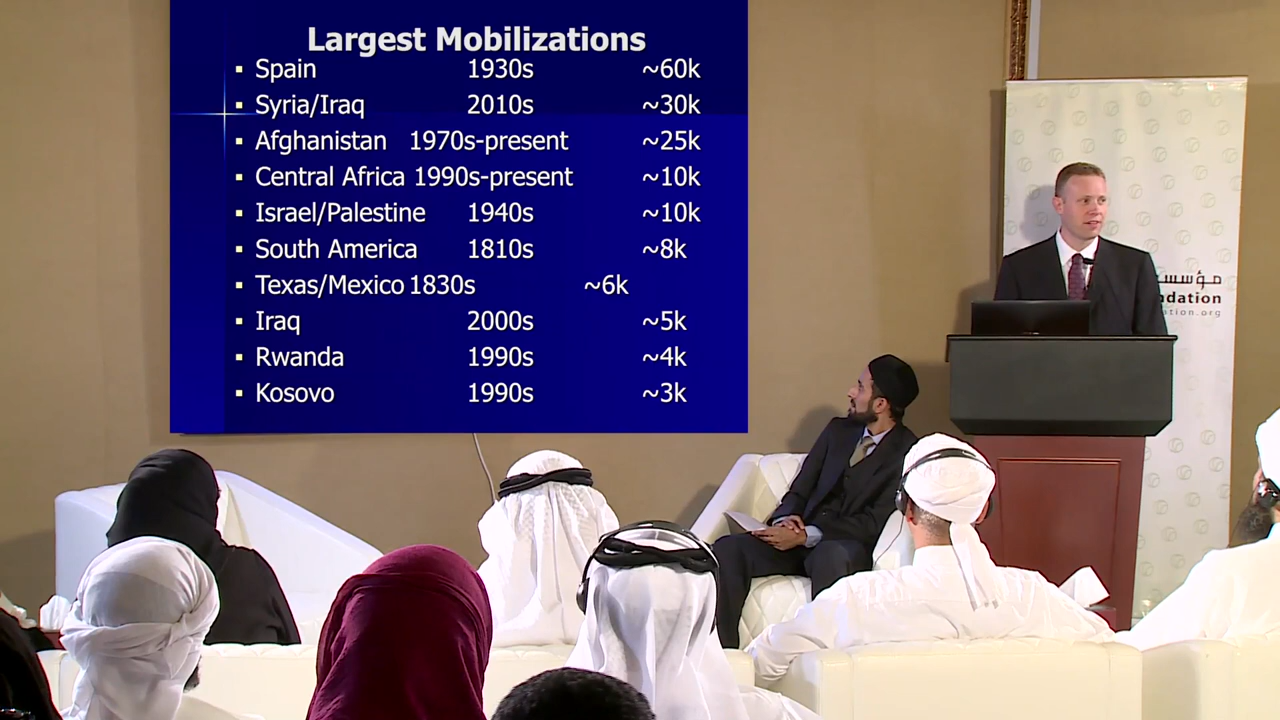 Largest Mobilizations
▪ Spain 1930s ~60k
▪ Syria/Iraq 2010s ~30k
▪ Afghanistan 1970s-present ~25k
▪ Central Africa 1990s-present ~10k
▪ Israel/Palestine 1940s ~10k
▪ South America 1810s ~8k
▪ Texas/Mexico 1830s ~6k
▪ Iraq 2000s ~5k
▪ Rwanda 1990s ~4k
▪ Kosovo 1990s ~3k